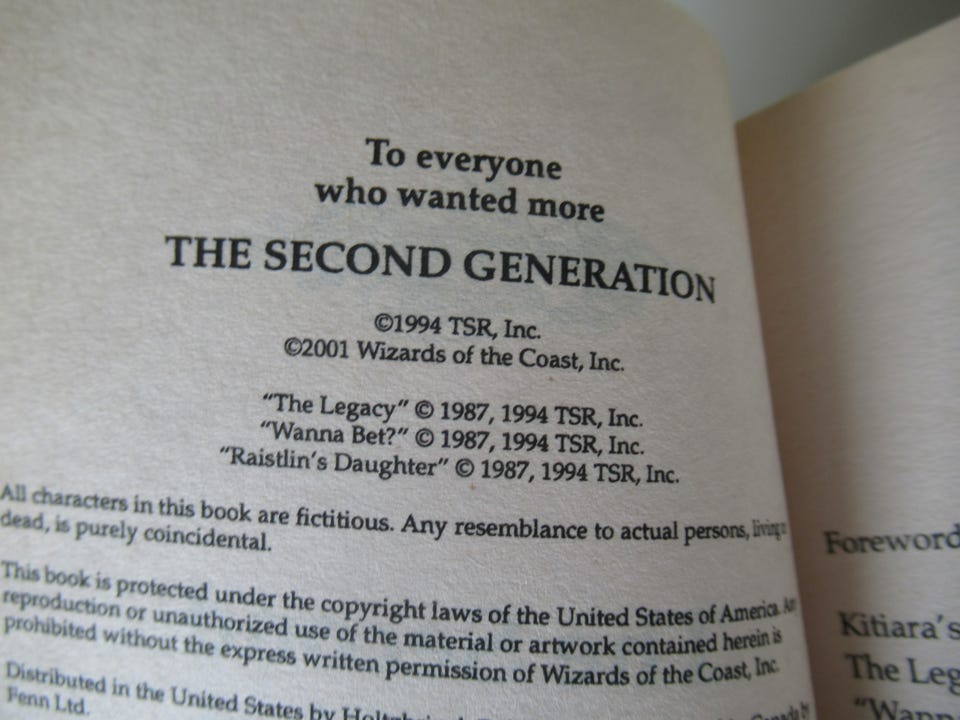 To everyone
who wanted more
THE SECOND GENERATION
©1994 TSR, Inc.
©2001 Wizards of the Coast, Inc.
"The Legacy" © 1987, 1994 TSR, Inc.
"Wanna Bet?" © 1987, 1994 TSR, Inc.
"Raistlin's Daughter" © 1987, 1994 TSR, Inc.
All characters in this book are fictitious. Any resemblance to actual persons, living or
dead, is purely coincidental.
This book is protected under the copyright laws of the United States of America. Any
reproduction or unauthorized use of the material or artwork contained herein is
prohibited without the express written permission of Wizards of the Coast, Inc.
Distributed in the United States by
Fenn Ltd.
Foreword
Kitiara's
The Leg
"Wann